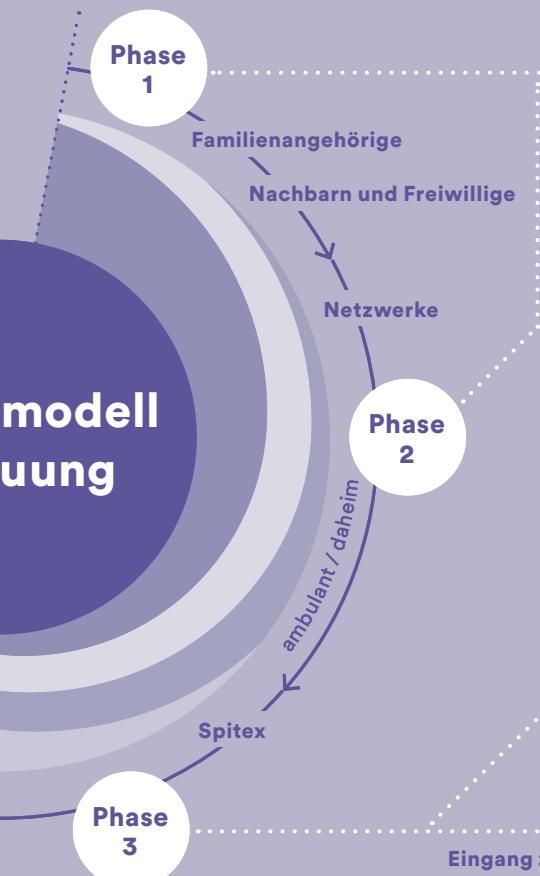 Phase
1
Familienangehörige
Nachbarn und Freiwillige
Netzwerke
modell
uung
Phase
2
ambulant / daheim
Spitex
Phase
3
Eingang